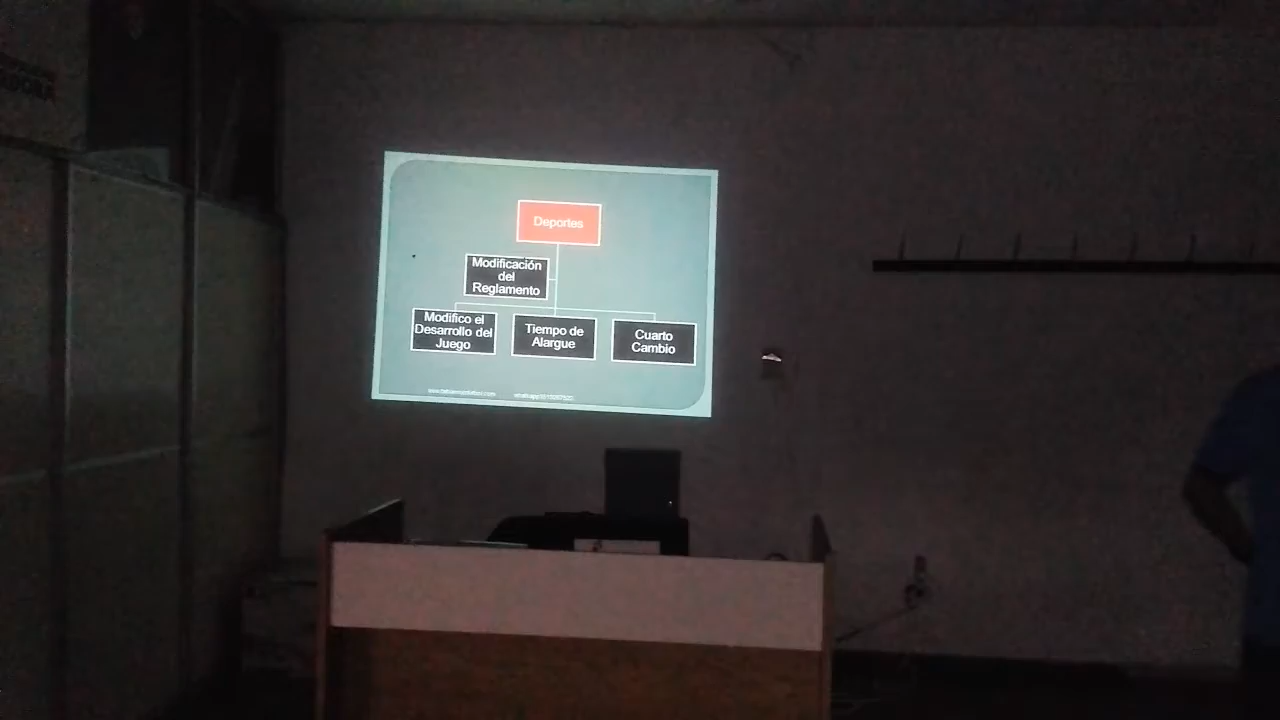 Deportes
Modificación
del
Reglamento
Modifico el
Desarrollo del
Juego
Tiempo de
Alargue
Cuarto
Cambio